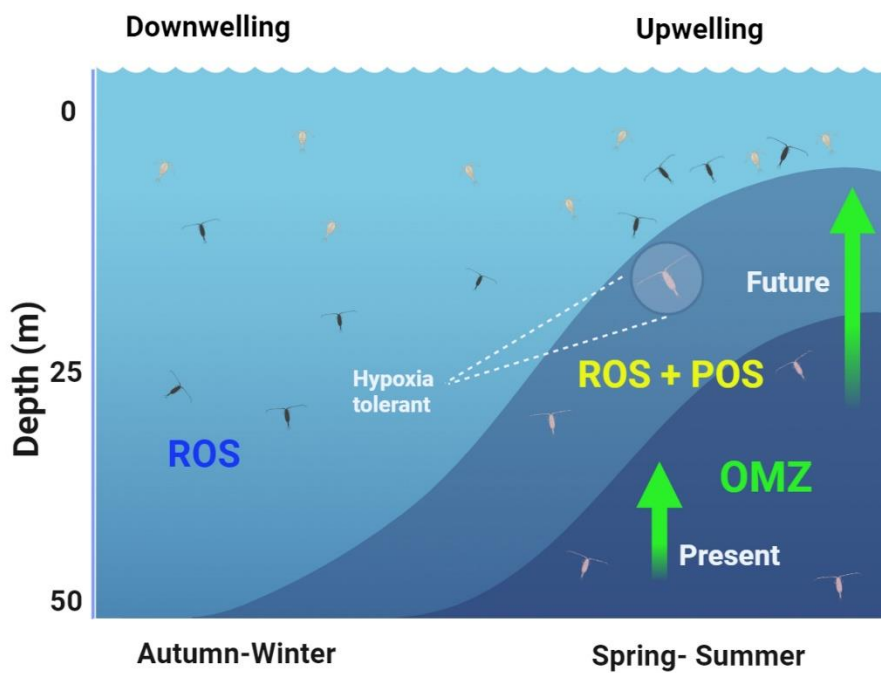 Downwelling
Upwelling
0
Future
25
Depth (m)
Hypoxia
tolerant
ROS + POS
ROS
OMZ
Present
50
Autumn-Winter
Spring- Summer